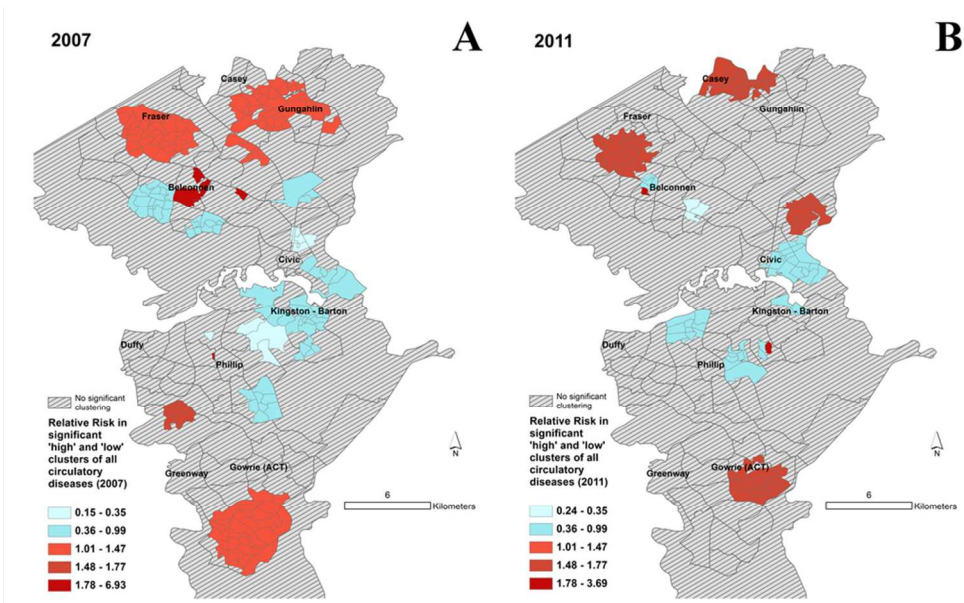 2007
A
Casey
Gungahlin
Fraser
Belconnen
Civic
Kingston - Barton
Duffy
Phillip
No significant
clustering
Relative Risk in
significant
'high' and 'low'
clusters of all
circulatory
diseases (2007)
Greenway
Gowrie (ACT)
N
6
Kilometers
0.15 - 0.35
0.36 - 0.99
1.01 - 1.47
1.48 - 1.77
1.78 - 6.93
2011
B
Casey
Gungahlin
Fraser
Belconnen
Civic
Kingston - Barton
Duffy
Phillip
No significant
clustering
Relative Risk in
significant
'high' and 'low'
clusters of all
circulatory
diseases (2011)
Greenway
Gowrie (ACT)
N
6
Kilometers
0.24 - 0.35
0.36 - 0.99
1.01 - 1.47
1.48 - 1.77
1.78 - 3.69